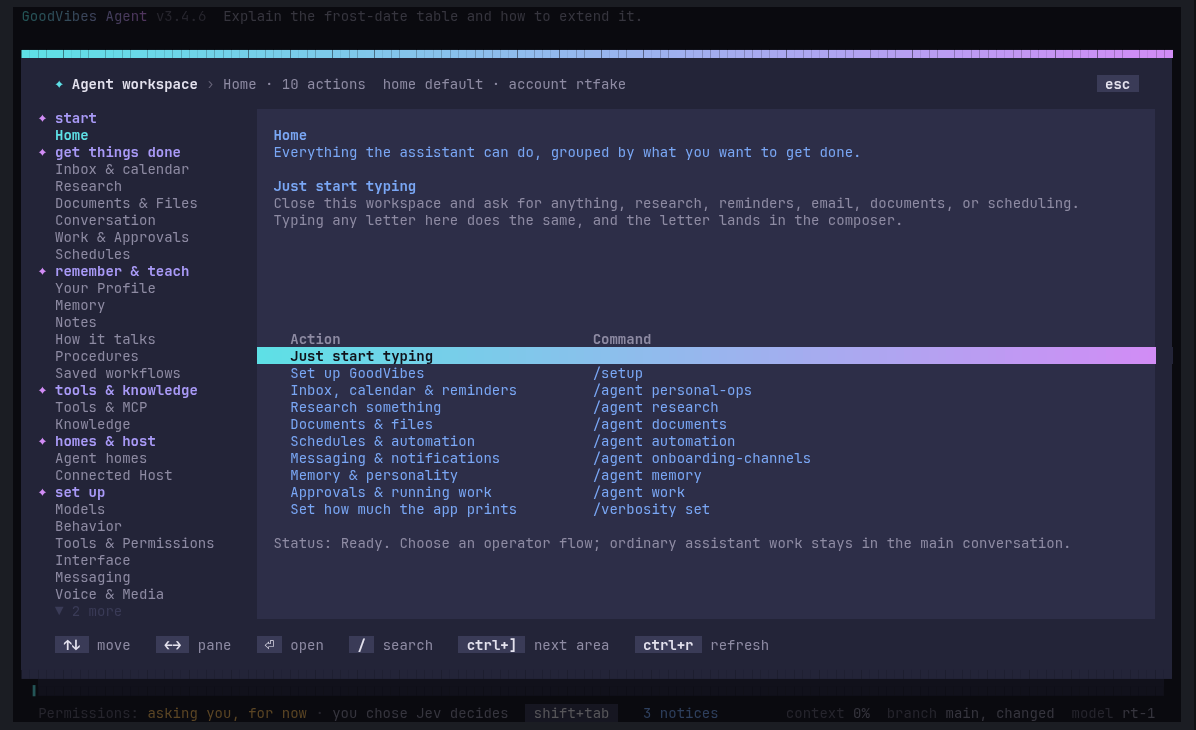 GoodVibes Agent v3.4.6 Explain the frost-date table and how to extend it.
✦ Agent workspace › Home · 10 actions home default · account rtfake esc
✦ start
Home
✦ get things done
Inbox & calendar
Research
Documents & Files
Conversation
Work & Approvals
Schedules
✦ remember & teach
Your Profile
Memory
Notes
How it talks
Procedures
Saved workflows
✦ tools & knowledge
Tools & MCP
Knowledge
✦ homes & host
Agent homes
Connected Host
✦ set up
Models
Behavior
Tools & Permissions
Interface
Messaging
Voice & Media
▼ 2 more
Home
Everything the assistant can do, grouped by what you want to get done.
Just start typing
Close this workspace and ask for anything, research, reminders, email, documents, or scheduling.
Typing any letter here does the same, and the letter lands in the composer.
Action Command
Just start typing
Set up GoodVibes /setup
Inbox, calendar & reminders /agent personal-ops
Research something /agent research
Documents & files /agent documents
Schedules & automation /agent automation
Messaging & notifications /agent onboarding-channels
Memory & personality /agent memory
Approvals & running work /agent work
Set how much the app prints /verbosity set
Status: Ready. Choose an operator flow; ordinary assistant work stays in the main conversation.
↑↓ move ↔ pane ⏎ open / search ctrl+] next area ctrl+r refresh
Permissions: asking you, for now · you chose Jev decides shift+tab 3 notices context 0% branch main, changed model rt-1